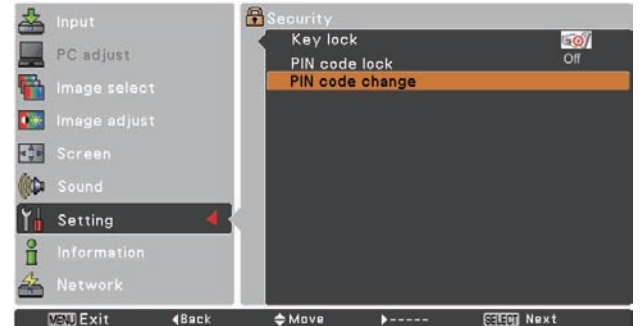 Input
PC adjust
Image select
Image adjust
Screen
Sound
Setting
Information
Network
Security
Key lock
PIN code lock Off
PIN code change
MENU Exit ◀Back Move ▶----- SELECT Next